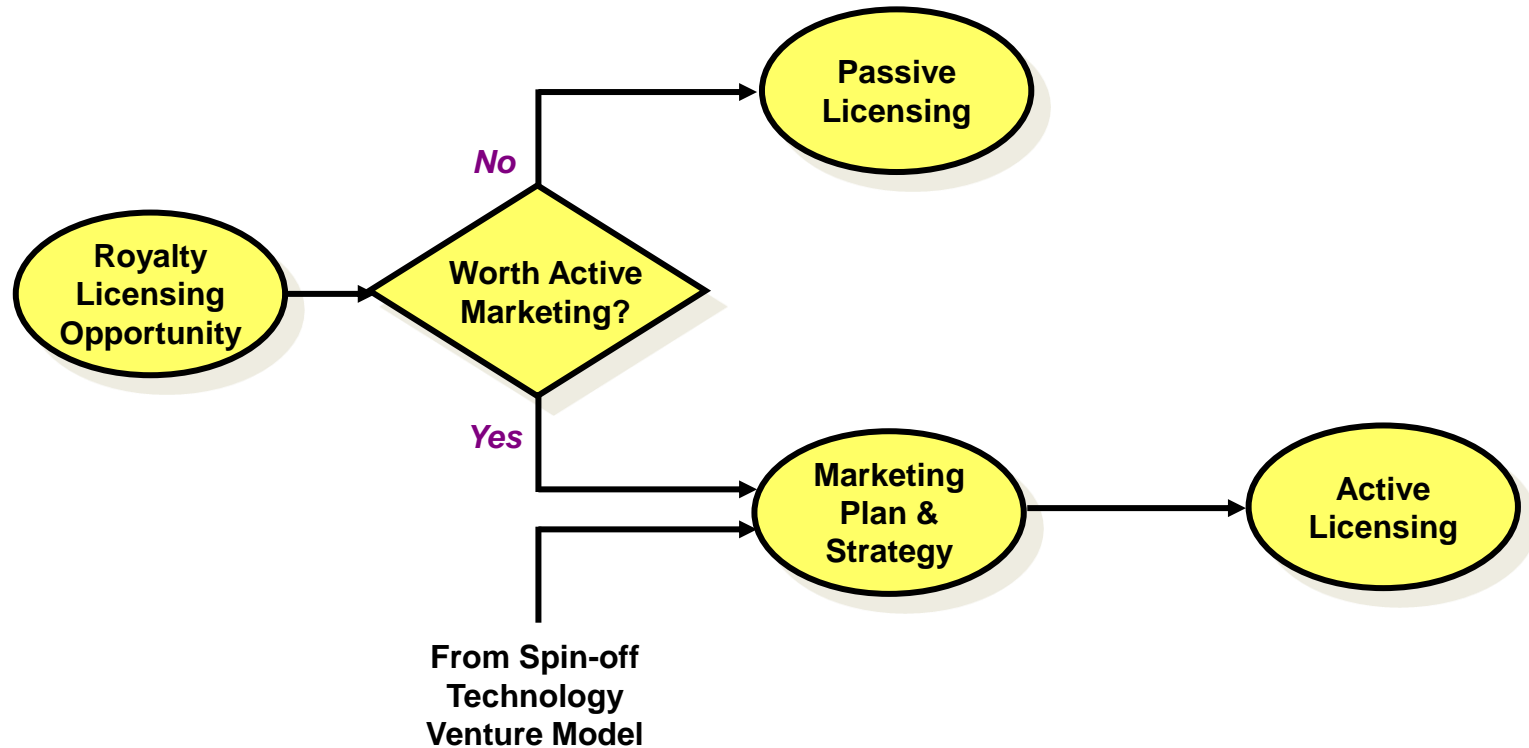 Passive
Licensing
No
Royalty
Licensing
Opportunity
Worth Active
Marketing?
Yes
Marketing
Plan &
Strategy
Active
Licensing
From Spin-off
Technology
Venture Model